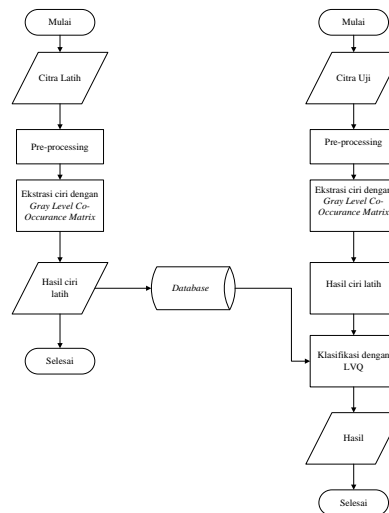 Mulai
Citra Latih
Pre-processing
Ekstrasi ciri dengan
Gray Level Co-
Occurance Matrix
Hasil ciri
latih
Selesai
Database
Mulai
Citra Uji
Pre-processing
Ekstrasi ciri dengan
Gray Level Co-
Occurance Matrix
Hasil ciri latih
Klasifikasi dengan
LVQ
Hasil
Selesai